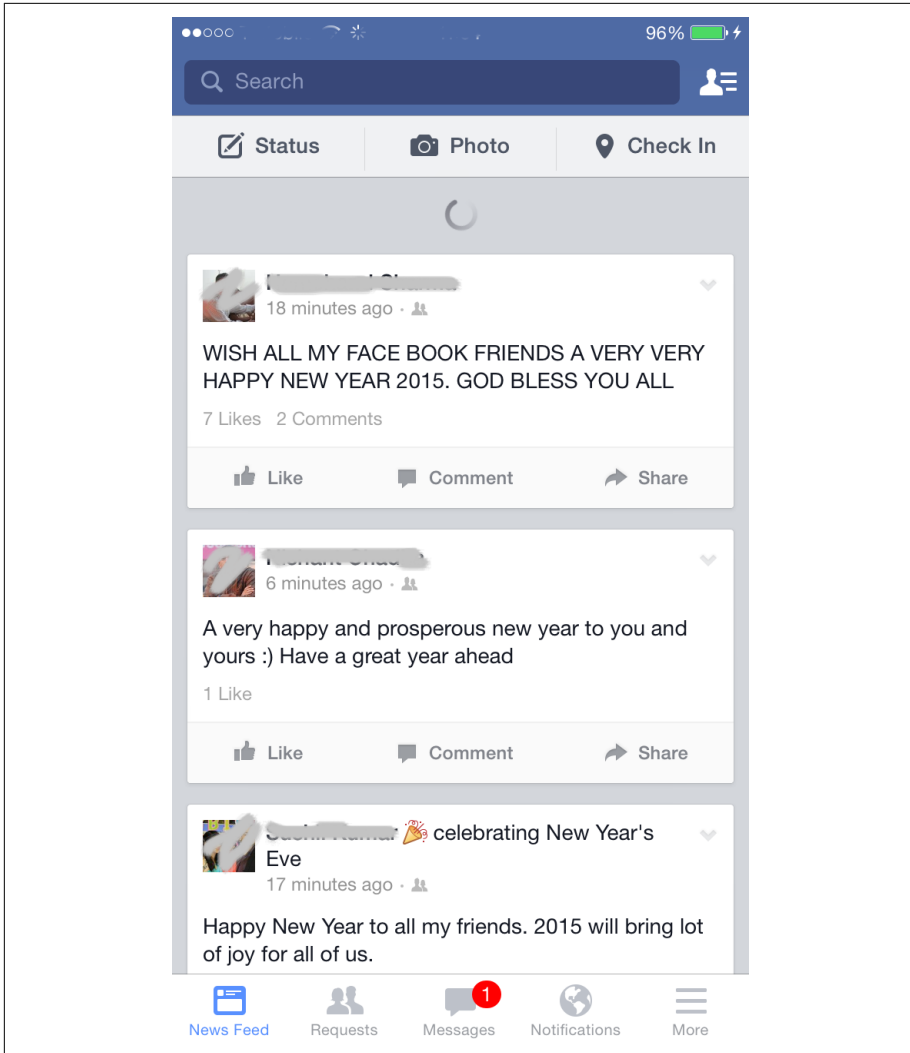 96%
Search
Status Photo Check In
18 minutes ago ·
WISH ALL MY FACE BOOK FRIENDS A VERY VERY
HAPPY NEW YEAR 2015. GOD BLESS YOU ALL
7 Likes 2 Comments
Like Comment Share
6 minutes ago ·
A very happy and prosperous new year to you and
yours :) Have a great year ahead
1 Like
Like Comment Share
celebrating New Year's
Eve
17 minutes ago ·
Happy New Year to all my friends. 2015 will bring lot
of joy for all of us.
1
News Feed Requests Messages Notifications More